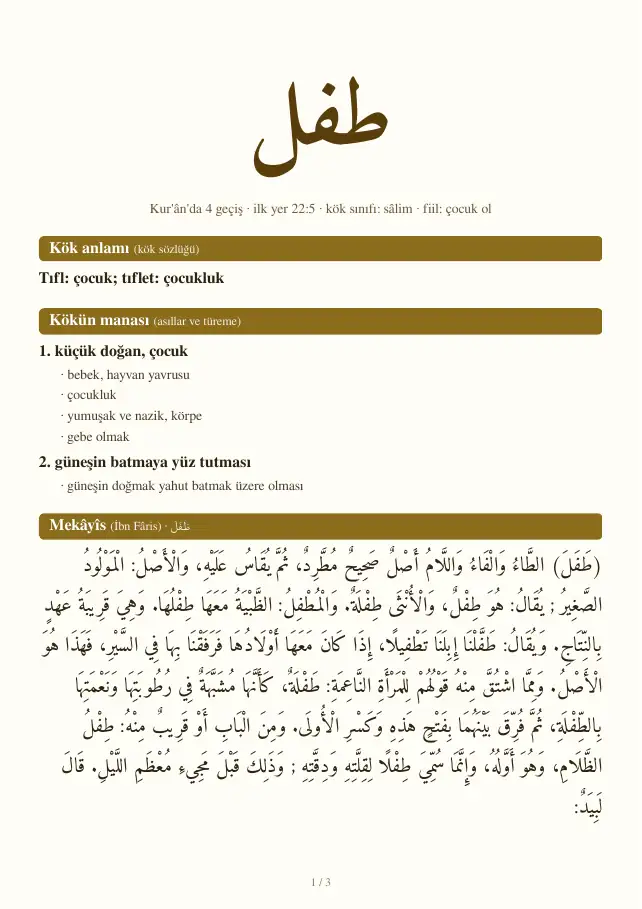 طفل
Kur'ân'da 4 geçiş · ilk yer 22:5 · kök sınıfı: sâlim · fiil: çocuk ol
Kök anlamı (kök sözlüğü)
Tıfl: çocuk; tıflet: çocukluk
Kökün manası (asıllar ve türeme)
1. küçük doğan, çocuk
· bebek, hayvan yavrusu
· çocukluk
· yumuşak ve nazik, körpe
· gebe olmak
2. güneşin batmaya yüz tutması
· güneşin doğmak yahut batmak üzere olması
Mekâyîs (İbn Fâris) · طَفَلَ
(طَفَلَ) الطَّاءُ وَالْفَاءُ وَاللَّامُ أَصْلٌ صَحِيحٌ مُطَّرِدٌ، ثُمَّ يُقَاسُ عَلَيْهِ، وَالْأَصْلُ: الْمَوْلُودُ
الصَّغِيرُ ; يُقَالُ: هُوَ طِفْلٌ، وَالْأُنْثَى طِفْلَةٌ. وَالْمُطْفِلُ: الظَّبْيَةُ مَعَهَا طِفْلُهَا. وَهِيَ قَرِيبَةُ عَهْدٍ
بِالنِّتَاجِ. وَيُقَالُ: طَفَّلْنَا إِبِلَنَا تَطْفِيلًا، إِذَا كَانَ مَعَهَا أَوْلَادُهَا فَرَفَقْنَا بِهَا فِي السَّيْرِ، فَهَذَا هُوَ
الْأَصْلُ. وَمِمَّا اشْتُقَّ مِنْهُ قَوْلُهُمْ لِلْمَرْأَةِ النَّاعِمَةِ: طَفْلَةٌ، كَأَنَّهَا مُشَبَّهَةٌ فِي رُطُوبَتِهَا وَنَعْمَتِهَا
بِالطِّفْلَةِ، ثُمَّ فُرِّقَ بَيْنَهُمَا بِفَتْحِ هَذِهِ وَكَسْرِ الْأُولَى. وَمِنَ الْبَابِ أَوْ قَرِيبٌ مِنْهُ: طِفْلُ
الظَّلَامِ، وَهُوَ أَوَّلُهُ، وَإِنَّمَا سُمِّيَ طِفْلًا لِقِلَّتِهِ وَدِقَّتِهِ ; وَذَلِكَ قَبْلَ مَجِيءِ مُعْظَمِ اللَّيْلِ. قَالَ
لَبِيَدٌ:
1 / 3